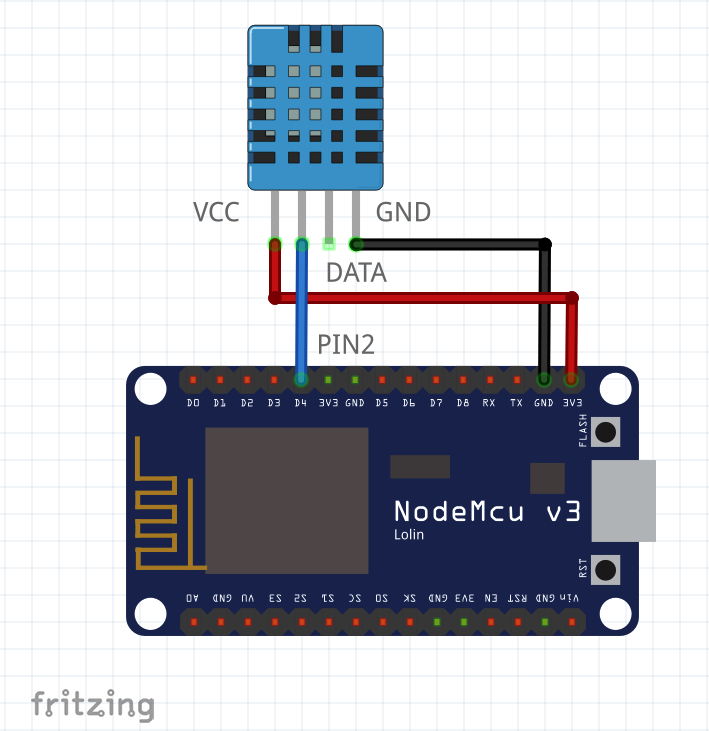 VCC
GND
DATA
PIN2
D0 D1 D2 D3 D4 3V3 GND D5 D6 D7 D8 RX TX GND 3V3
FLASH
NodeMcu v3
Lolin
RST
A0 GND VU S3 S2 S1 SC S0 SK GND 3V3 EN RST GND Vin
fritzing